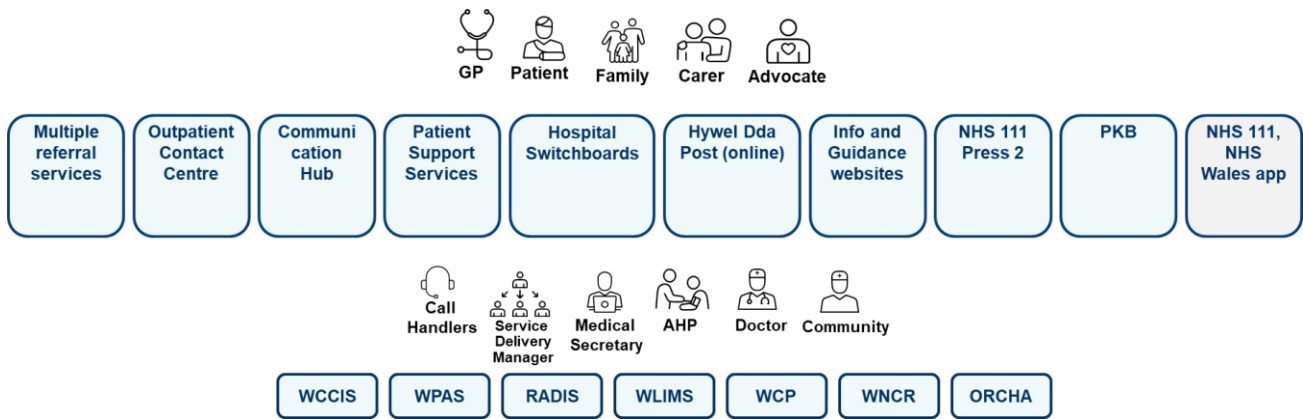 GP
Patient
Family
Carer
Advocate
Multiple
referral
services
Outpatient
Contact
Centre
Communi
cation
Hub
Patient
Support
Services
Hospital
Switchboards
Hywel Dda
Post (online)
Info and
Guidance
websites
NHS 111
Press 2
PKB
NHS 111,
NHS
Wales app
Call
Handlers
Service
Delivery
Manager
Medical
Secretary
AHP
Doctor
Community
WCCIS
WPAS
RADIS
WLIMS
WCP
WNCR
ORCHA